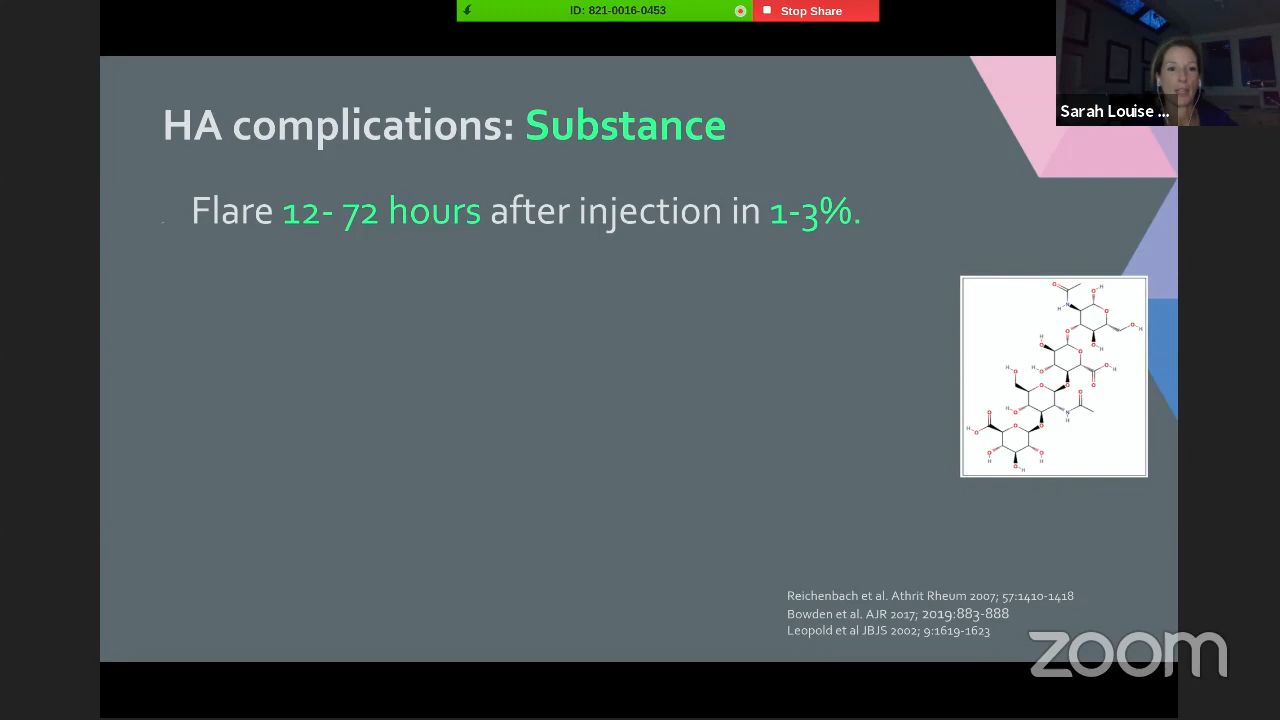 ID: 821-0016-0453
Stop Share
Sarah Louise ...
HA complications: Substance
Flare 12- 72 hours after injection in 1-3%.
Reichenbach et al. Athrit Rheum 2007; 57:1410-1418
Bowden et al. AJR 2017; 2019:883-888
Leopold et al JBJS 2002; 9:1619-1623
zoom